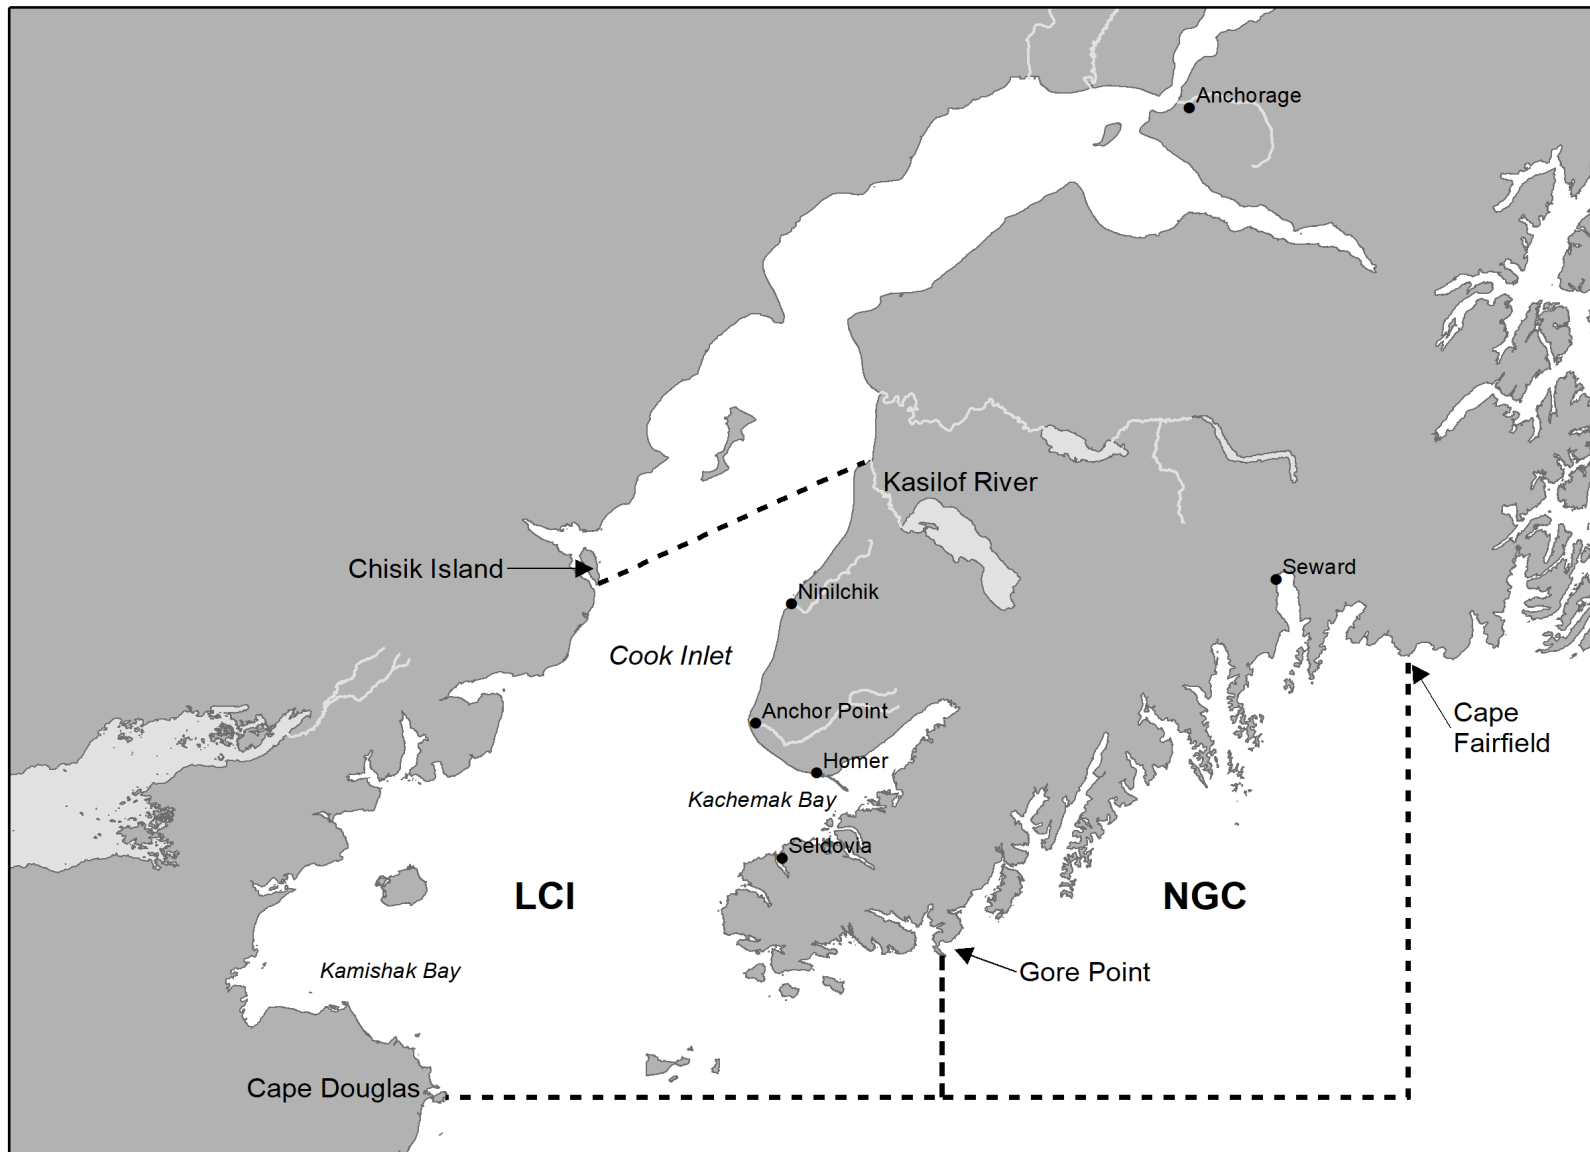 Anchorage
Kasilof River
Chisik Island
Seward
Ninilchik
Cook Inlet
Anchor Point
Cape
Fairfield
Homer
Kachemak Bay
Seldovia
LCI
NGC
Kamishak Bay
Gore Point
Cape Douglas